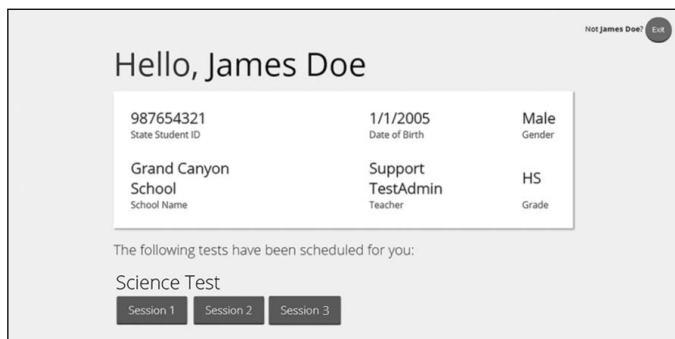 Not James Doe? Exit
Hello, James Doe
987654321 1/1/2005 Male
State Student ID Date of Birth Gender
Grand Canyon Support HS
School TestAdmin
School Name Teacher Grade
The following tests have been scheduled for you:
Science Test
Session 1 Session 2 Session 3